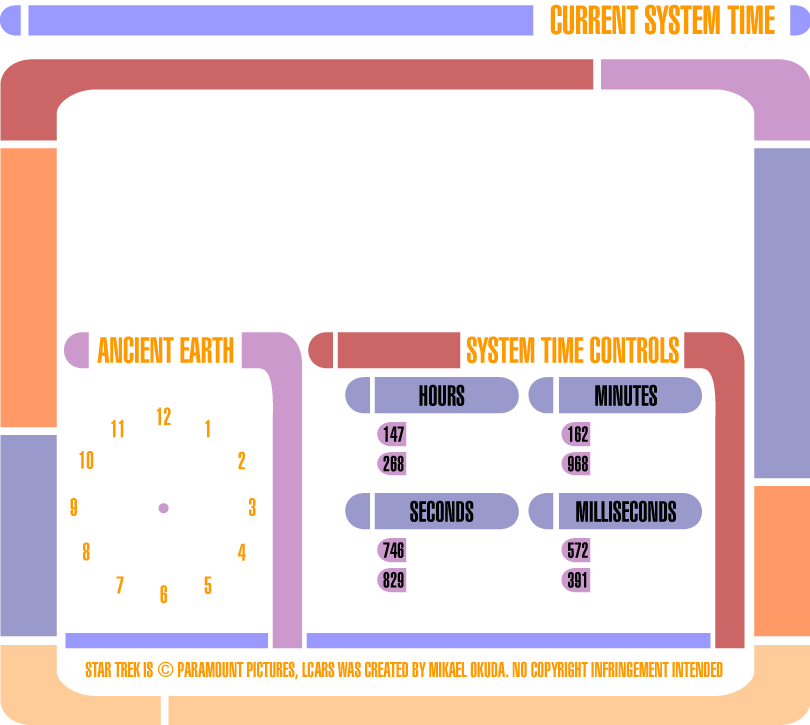 CURRENT SYSTEM TIME
ANCIENT EARTH
SYSTEM TIME CONTROLS
HOURS
MINUTES
147
162
268
968
SECONDS
MILLISECONDS
746
572
829
391
12
11
1
10
2
9
3
8
4
7
5
6
STAR TREK IS © PARAMOUNT PICTURES, LCARS WAS CREATED BY MIKAEL OKUDA. NO COPYRIGHT INFRINGEMENT INTENDED